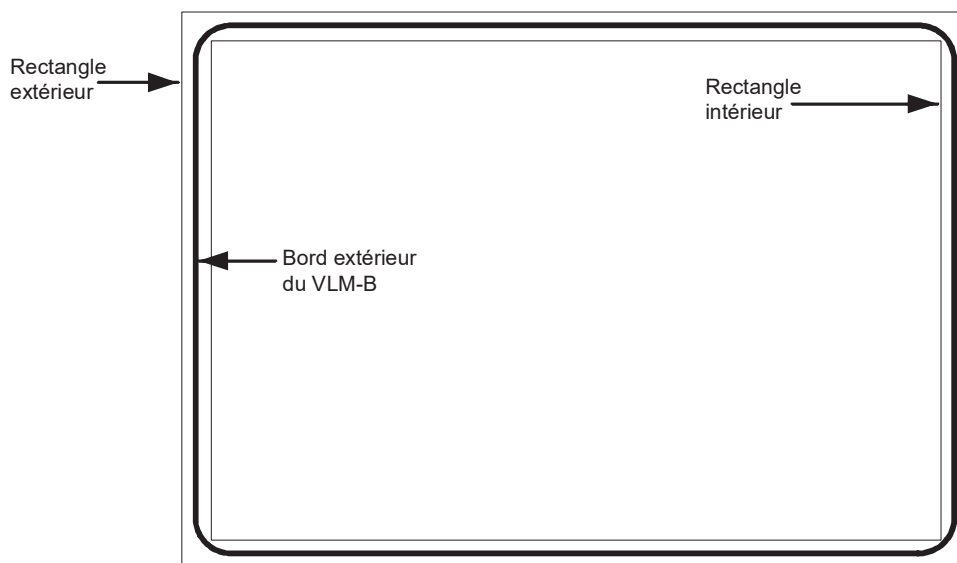 Rectangle
extérieur
Rectangle
intérieur
Bord extérieur
du VLM-B